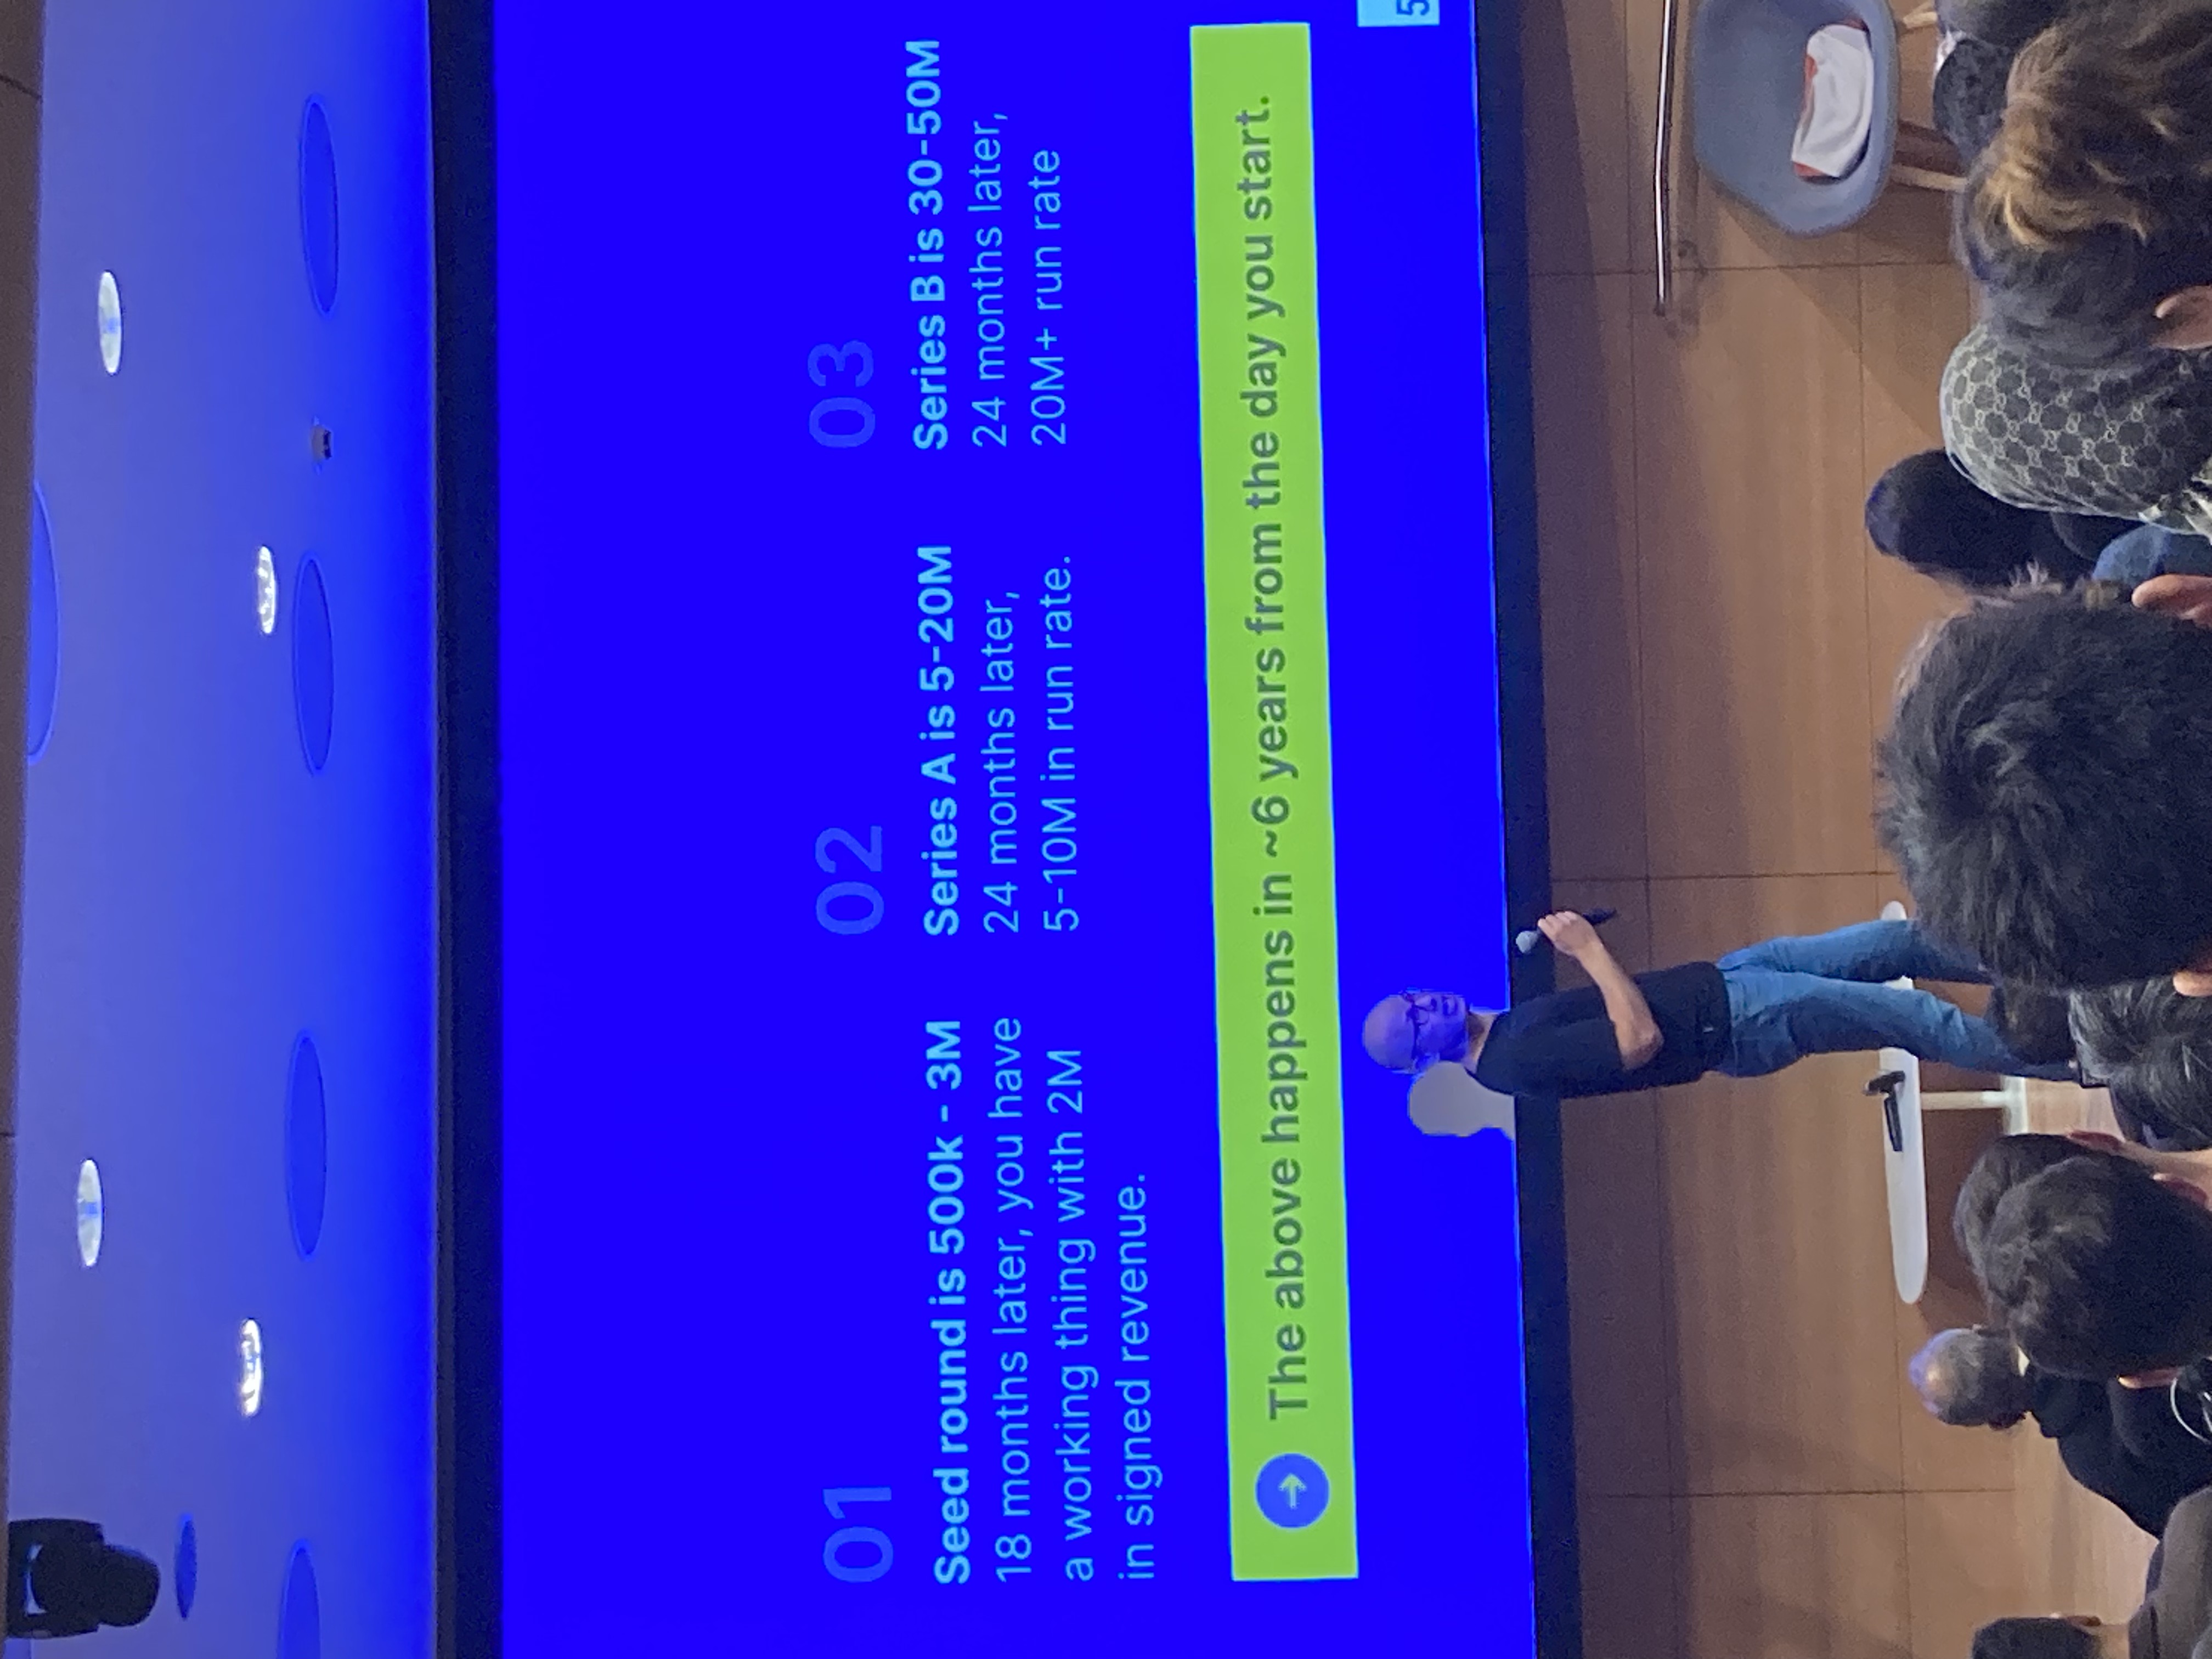 01
Seed round is 500k - 3M
18 months later, you have
a working thing with 2M
in signed revenue.
02
Series A is 5-20M
24 months later,
5-10M in run rate.
03
Series B is 30-50M
24 months later,
20M+ run rate
The above happens in ~6 years from the day you start.
5